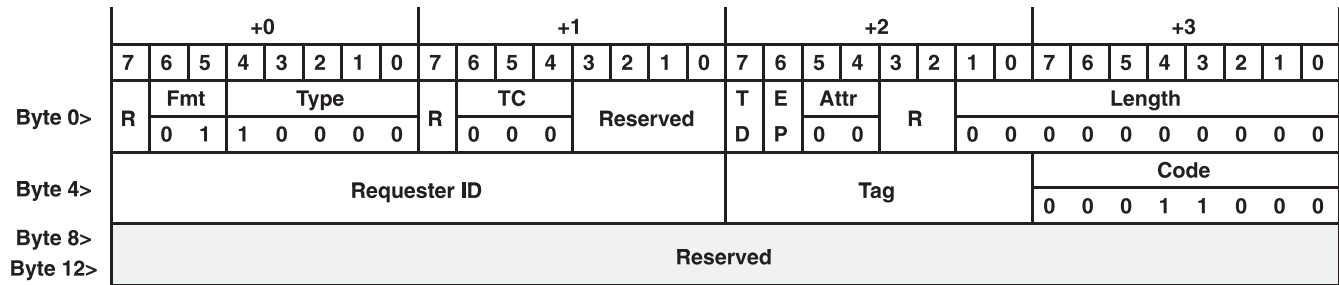 +0 +1 +2 +3
7 6 5 4 3 2 1 0 7 6 5 4 3 2 1 0 7 6 5 4 3 2 1 0 7 6 5 4 3 2 1 0
Byte 0> R Fmt Type R TC Reserved T E Attr R Length
0 1 1 0 0 0 0 0 0 0 D P 0 0 0 0 0 0 0 0 0 0 0 0
Byte 4> Requester ID Tag Code
0 0 0 1 1 0 0 0
Byte 8>
Reserved
Byte 12>